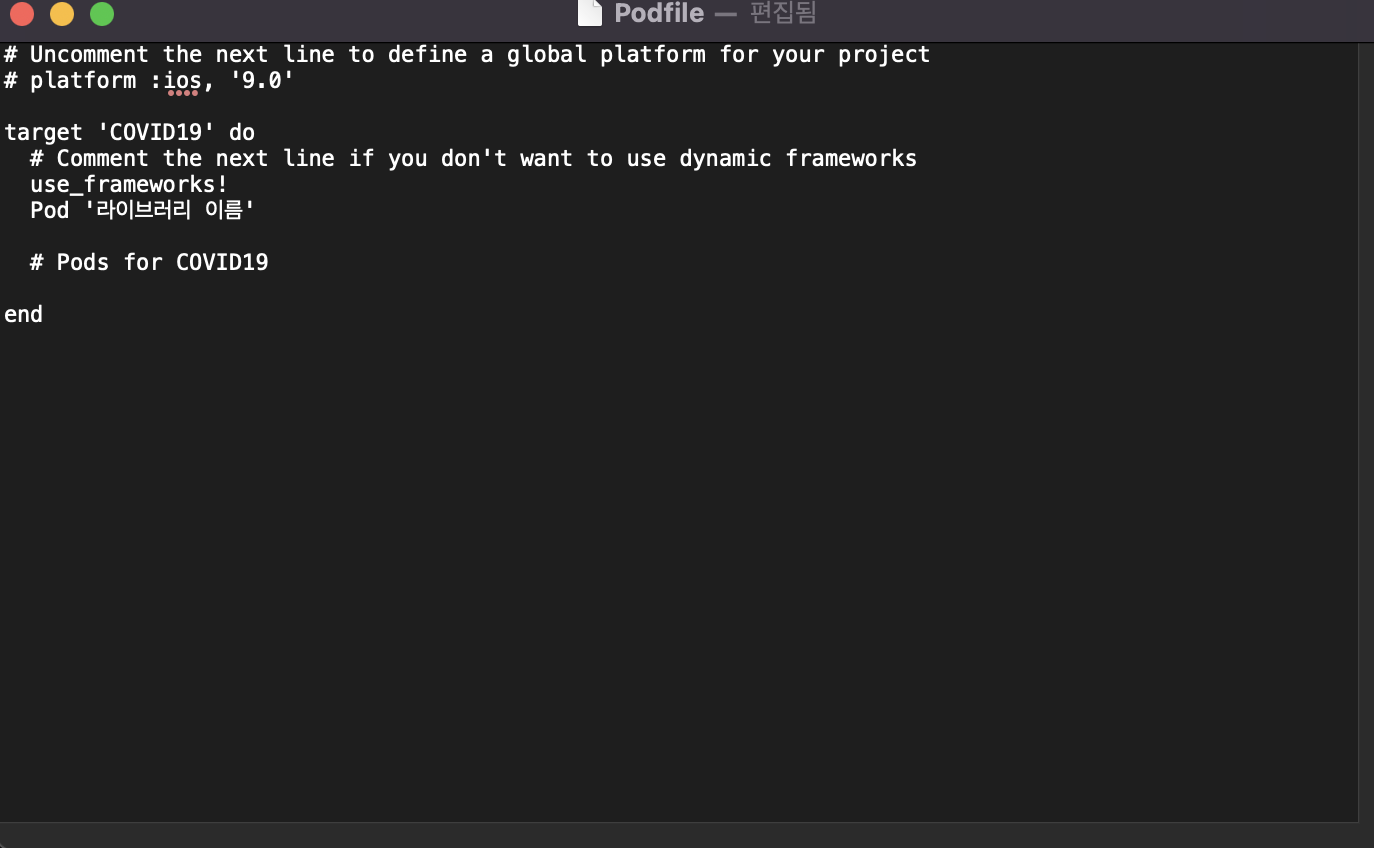 Podfile — 편집됨
# Uncomment the next line to define a global platform for your project
# platform :ios, '9.0'
target 'COVID19' do
# Comment the next line if you don't want to use dynamic frameworks
use_frameworks!
Pod '라이브러리 이름'
# Pods for COVID19
end